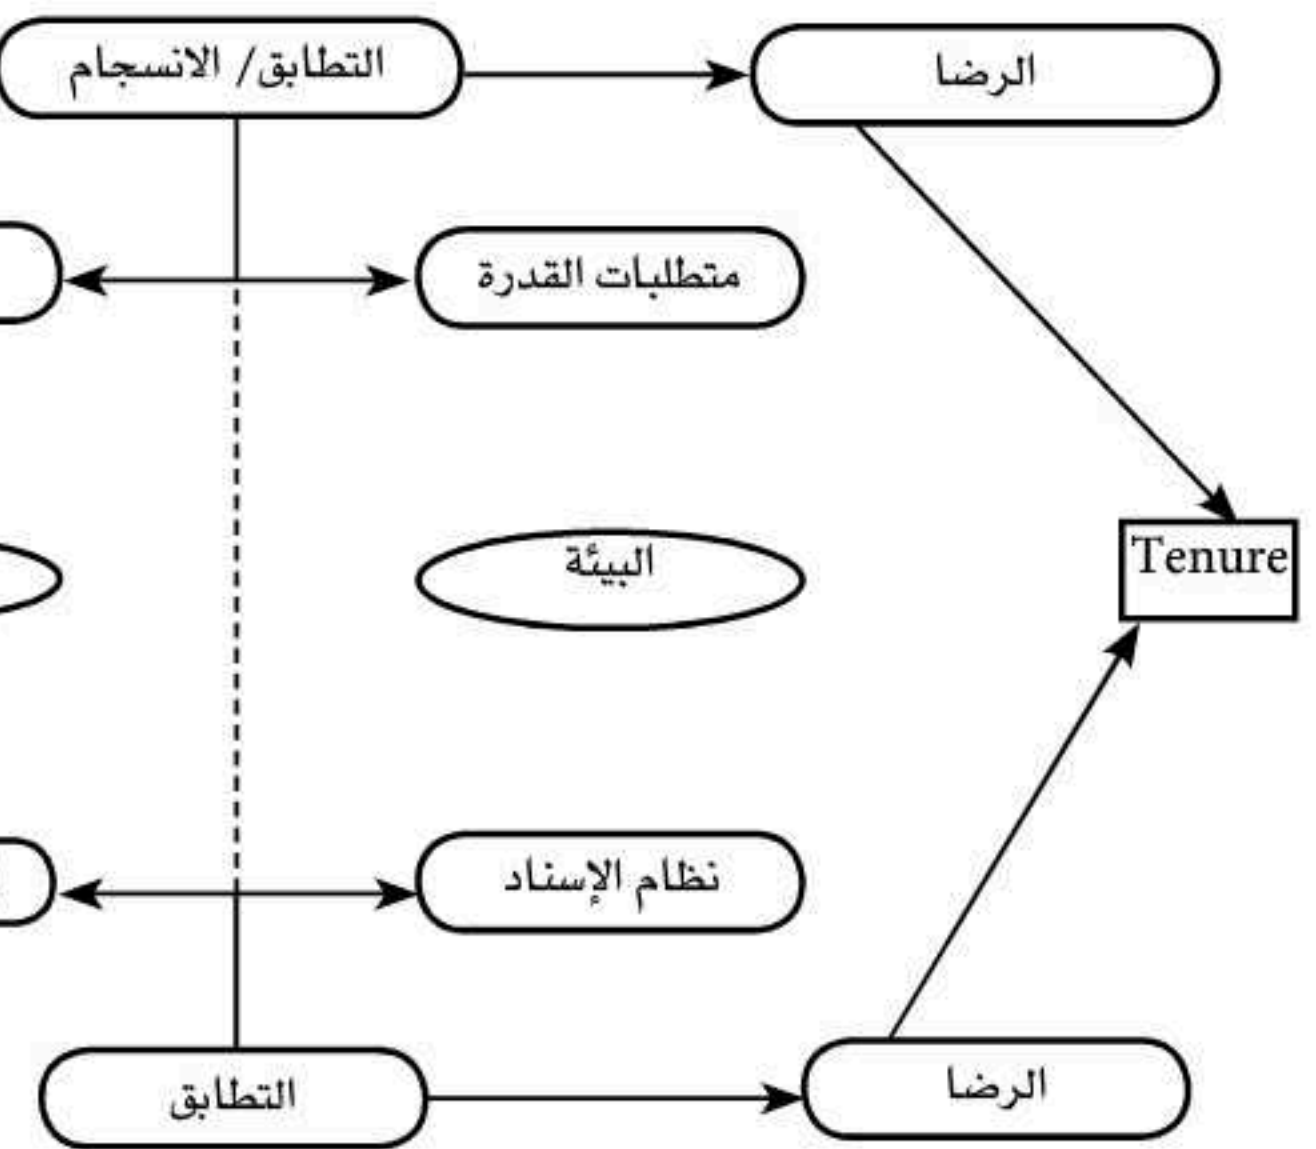 التطابق/ الانسجام
الرضا
متطلبات القدرة
البيئة
Tenure
نظام الإسناد
التطابق
الرضا